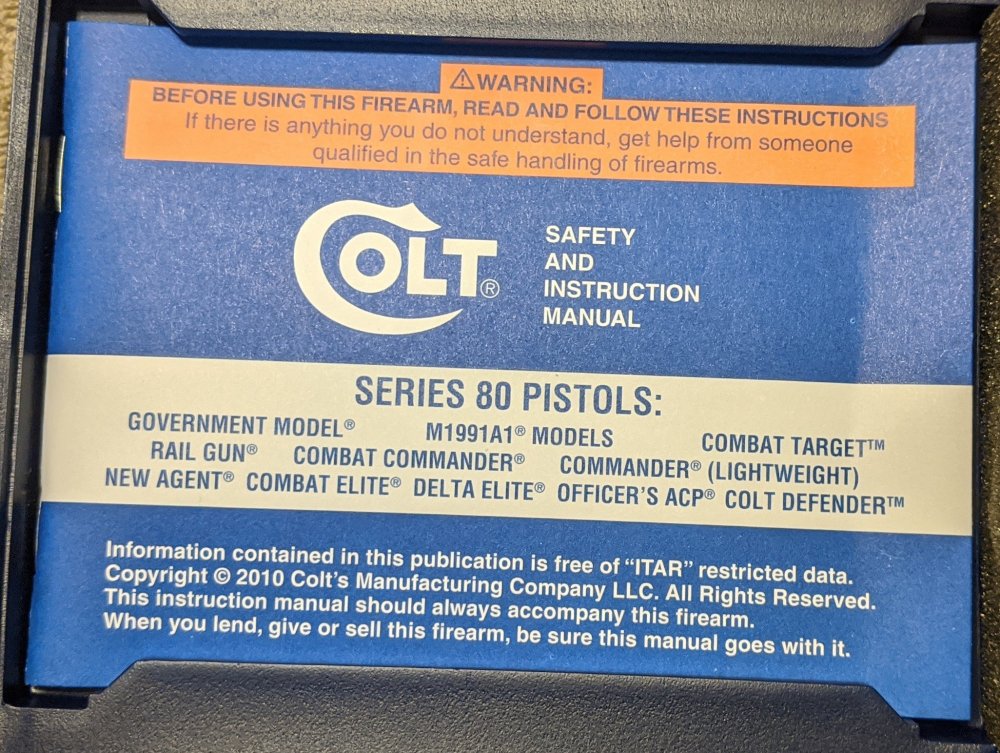 ⚠WARNING:
BEFORE USING THIS FIREARM, READ AND FOLLOW THESE INSTRUCTIONS
If there is anything you do not understand, get help from someone
qualified in the safe handling of firearms.
COLT®
SAFETY
AND
INSTRUCTION
MANUAL
SERIES 80 PISTOLS:
GOVERNMENT MODEL® M1991A1® MODELS COMBAT TARGET™
RAIL GUN® COMBAT COMMANDER® COMMANDER® (LIGHTWEIGHT)
NEW AGENT® COMBAT ELITE® DELTA ELITE® OFFICER'S ACP® COLT DEFENDER™
Information contained in this publication is free of “ITAR” restricted data.
Copyright © 2010 Colt's Manufacturing Company LLC. All Rights Reserved.
This instruction manual should always accompany this firearm.
When you lend, give or sell this firearm, be sure this manual goes with it.